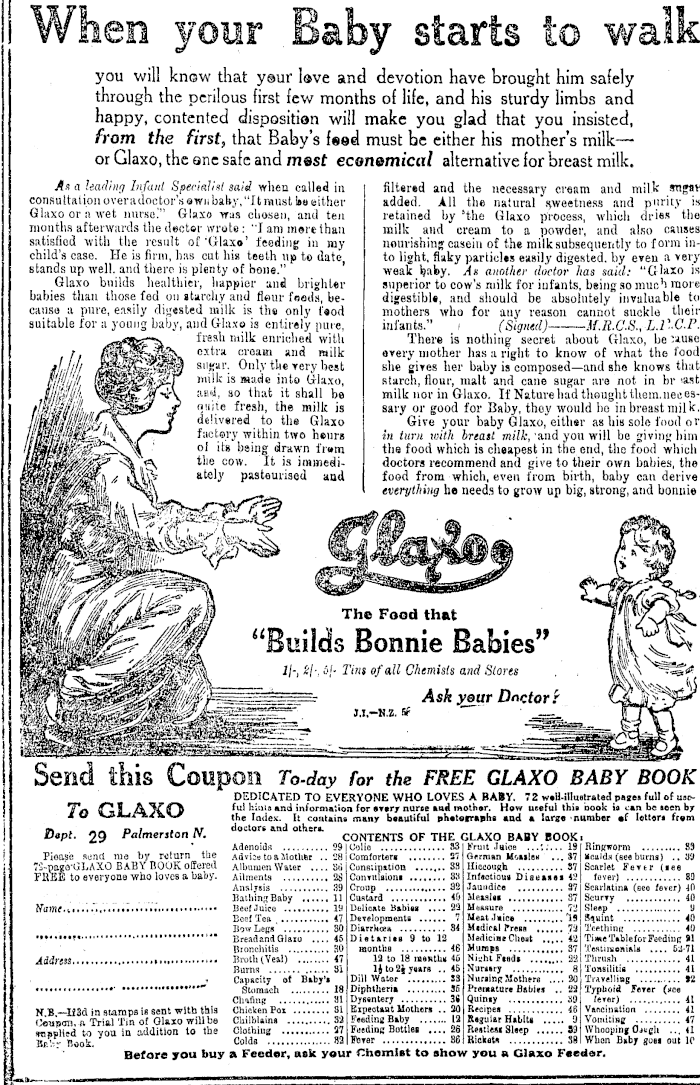 When your Baby starts to walk
you will know that your love and devotion have brought him safely
through the perilous first few months of life, and his sturdy limbs and
happy, contented disposition will make you glad that you insisted,
from the first, that Baby's food must be either his mother's milk—
or Glaxo, the one safe and most economical alternative for breast milk.
As a leading Infant Specialist said when called in
consultation over a doctor's own baby, "It must be either
Glaxo or a wet nurse." Glaxo was chosen, and ten
months afterwards the doctor wrote: "I am more than
satisfied with the result of 'Glaxo' feeding in my
child's case. He is firm, has cut his teeth up to date,
stands up well, and there is plenty of bone."
Glaxo builds healthier, happier and brighter
babies than those fed on starchy and flour foods, be-
cause a pure, easily digested milk is the only food
suitable for a young baby, and Glaxo is entirely pure,
fresh milk enriched with
extra cream and milk
sugar. Only the very best
milk is made into Glaxo,
and, so that it shall be
quite fresh, the milk is
delivered to the Glaxo
factory within two hours
of its being drawn from
the cow. It is immedi-
ately pasteurised and
filtered and the necessary cream and milk sugar
added. All the natural sweetness and purity is
retained by the Glaxo process, which dries the
milk and cream to a powder, and also causes
nourishing casein of the milk subsequently to form in-
to light, flaky particles easily digested, by even a very
weak baby. As another doctor has said: "Glaxo is
superior to cow's milk for infants, being so much more
digestible, and should be absolutely invaluable to
mothers who for any reason cannot suckle their
infants." (Signed)——M.R.C.S., L.R.C.P.
There is nothing secret about Glaxo, because
every mother has a right to know of what the food
she gives her baby is composed—and she knows that
starch, flour, malt and cane sugar are not in breast
milk nor in Glaxo. If Nature had thought them neces-
sary or good for Baby, they would be in breast milk.
Give your baby Glaxo, either as his sole food or
in turn with breast milk, and you will be giving him
the food which is cheapest in the end, the food which
doctors recommend and give to their own babies, the
food from which, even from birth, baby can derive
everything he needs to grow up big, strong, and bonnie
Glaxo
The Food that
"Builds Bonnie Babies"
1/-, 2/-, 5/- Tins of all Chemists and Stores
Ask your Doctor!
J.I.—N.Z.
Send this Coupon To-day for the FREE GLAXO BABY BOOK
To GLAXO
Dept. 29 Palmerston N.
Please send me by return the
72-page GLAXO BABY BOOK offered
FREE to everyone who loves a baby.
Name
Address
N.B.—If 3d in stamps is sent with this
Coupon, a Trial Tin of Glaxo will be
supplied to you in addition to the
Baby Book.
DEDICATED TO EVERYONE WHO LOVES A BABY. 72 well-illustrated pages full of use-
ful hints and information for every nurse and mother. How useful this book is can be seen by
the Index. It contains many beautiful photographs and a large number of letters from
doctors and others.
CONTENTS OF THE GLAXO BABY BOOK:
Adenoids 29
Advice to a Mother 28
Albumen Water 36
Ailments 28
Analysis 39
Bathing Baby 11
Beef Juice 19
Beef Tea 47
Bow Legs 30
Bread and Glaxo 45
Bronchitis 30
Broth (Veal) 47
Burns 31
Capacity of Baby's
Stomach 18
Chafing 31
Chicken Pox 31
Chilblains 32
Clothing 27
Colds 32
Colic 33
Comforters 27
Constipation 33
Convulsions 33
Croup 32
Custard 46
Delicate Babies 22
Developments 7
Diarrhœa 34
Dietaries 9 to 12
months 46
12 to 18 months 45
1½ to 2½ years 45
Dill Water 33
Diphtheria 35
Dysentery 36
Expectant Mothers 20
Feeding Baby 12
Feeding Bottles 26
Fever 36
Fruit Juice 19
German Measles 37
Hiccough 37
Infectious Diseases 42
Jaundice 37
Measles 37
Measure 72
Meat Juice 19
Medical Press 72
Medicine Chest 42
Mumps 37
Night Feeds 22
Nursery 8
Nursing Mothers 20
Premature Babies 22
Quinsy 39
Recipes 46
Regular Habits
Restless Sleep 39
Rickets 38
Ringworm 39
Scalds (see burns) 39
Scarlet Fever (see
fever) 39
Scarlatina (see fever) 40
Scurvy 40
Sleep 9
Squint 40
Teething 40
Time Table for Feeding 21
Testimonials 52-71
Thrush 41
Tonsilitis 41
Travelling 22
Typhoid Fever (see
fever) 41
Vaccination 41
Vomiting 47
Whooping Cough 41
When Baby goes out 10
Before you buy a Feeder, ask your Chemist to show you a Glaxo Feeder.